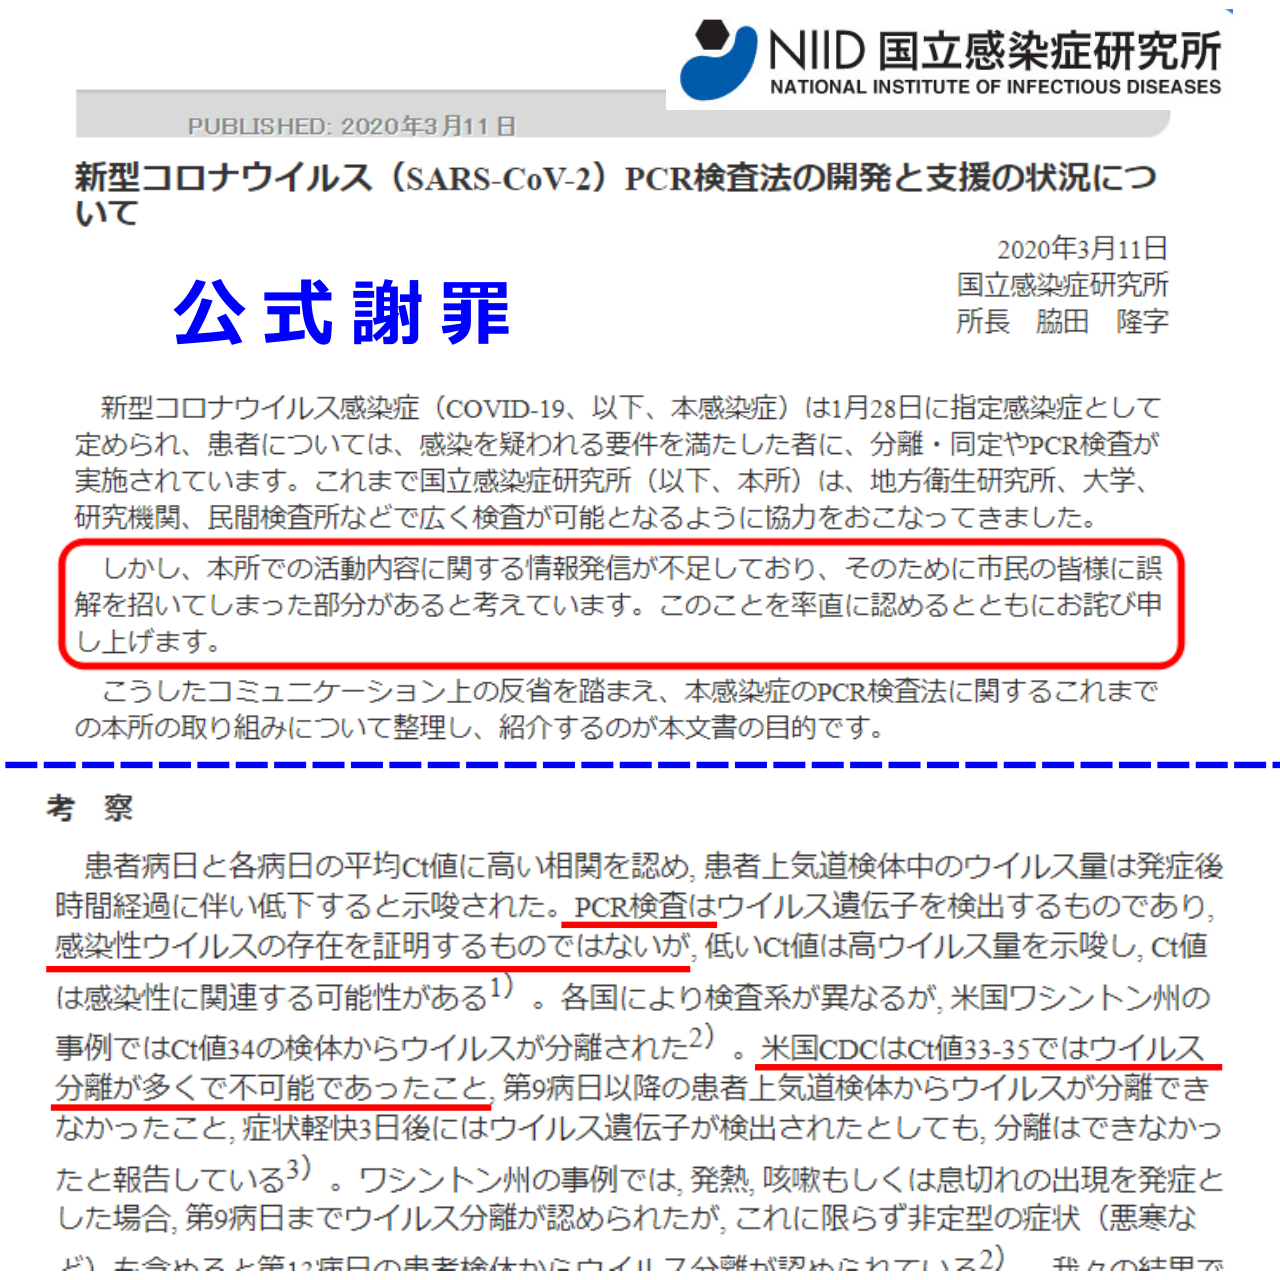 NIID 国立感染症研究所
NATIONAL INSTITUTE OF INFECTIOUS DISEASES
PUBLISHED: 2020年3月11日
新型コロナウイルス（SARS-CoV-2）PCR検査法の開発と支援の状況につ
いて
2020年3月11日
国立感染症研究所
所長　脇田　隆字
公式謝罪
新型コロナウイルス感染症（COVID-19、以下、本感染症）は1月28日に指定感染症として
定められ、患者については、感染を疑われる要件を満たした者に、分離・同定やPCR検査が
実施されています。これまで国立感染症研究所（以下、本所）は、地方衛生研究所、大学、
研究機関、民間検査所などで広く検査が可能となるように協力をおこなってきました。
しかし、本所での活動内容に関する情報発信が不足しており、そのために市民の皆様に誤
解を招いてしまった部分があると考えています。このことを率直に認めるとともにお詫び申
し上げます。
こうしたコミュニケーション上の反省を踏まえ、本感染症のPCR検査法に関するこれまで
の本所の取り組みについて整理し、紹介するのが本文書の目的です。
考　察
患者病日と各病日の平均Ct値に高い相関を認め, 患者上気道検体中のウイルス量は発症後
時間経過に伴い低下すると示唆された。PCR検査はウイルス遺伝子を検出するものであり,
感染性ウイルスの存在を証明するものではないが, 低いCt値は高ウイルス量を示唆し, Ct値
は感染性に関連する可能性がある1) 。各国により検査系が異なるが, 米国ワシントン州の
事例ではCt値34の検体からウイルスが分離された2) 。米国CDCはCt値33-35ではウイルス
分離が多くで不可能であったこと, 第9病日以降の患者上気道検体からウイルスが分離でき
なかったこと, 症状軽快3日後にはウイルス遺伝子が検出されたとしても, 分離はできなかっ
たと報告している3) 。ワシントン州の事例では, 発熱, 咳嗽もしくは息切れの出現を発症と
した場合, 第9病日までウイルス分離が認められたが, これに限らず非定型の症状（悪寒な
ど）も含めると第13病日の患者検体からウイルス分離が認められている2) 。我々の結果で